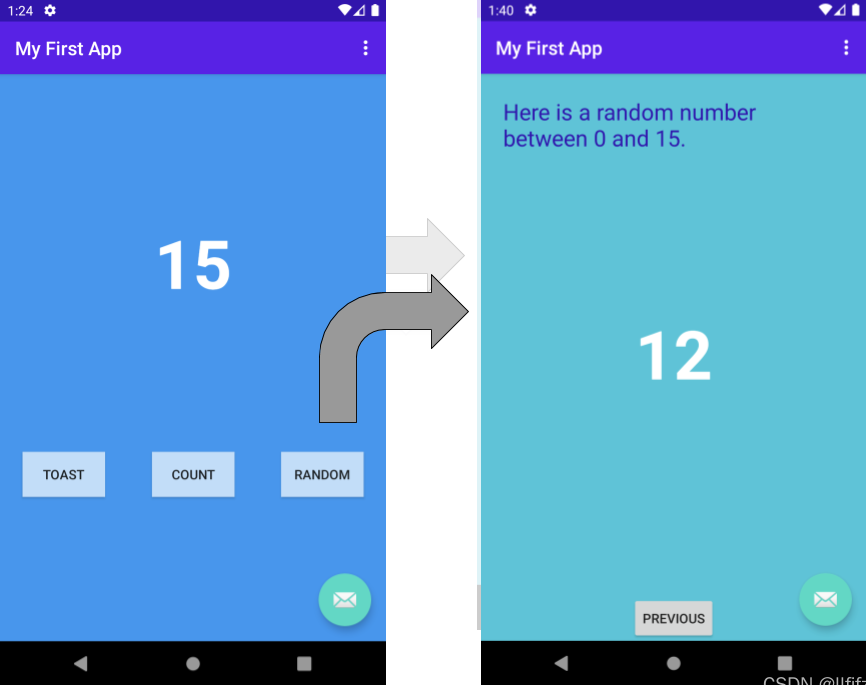 1:24
My First App
15
TOAST
COUNT
RANDOM
1:40
My First App
Here is a random number
between 0 and 15.
12
PREVIOUS
CSDN